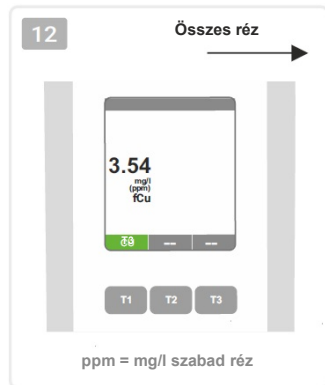 12
Összes réz
3.54
mg/l
(ppm)
fCu
-- --
T1 T2 T3
ppm = mg/l szabad réz